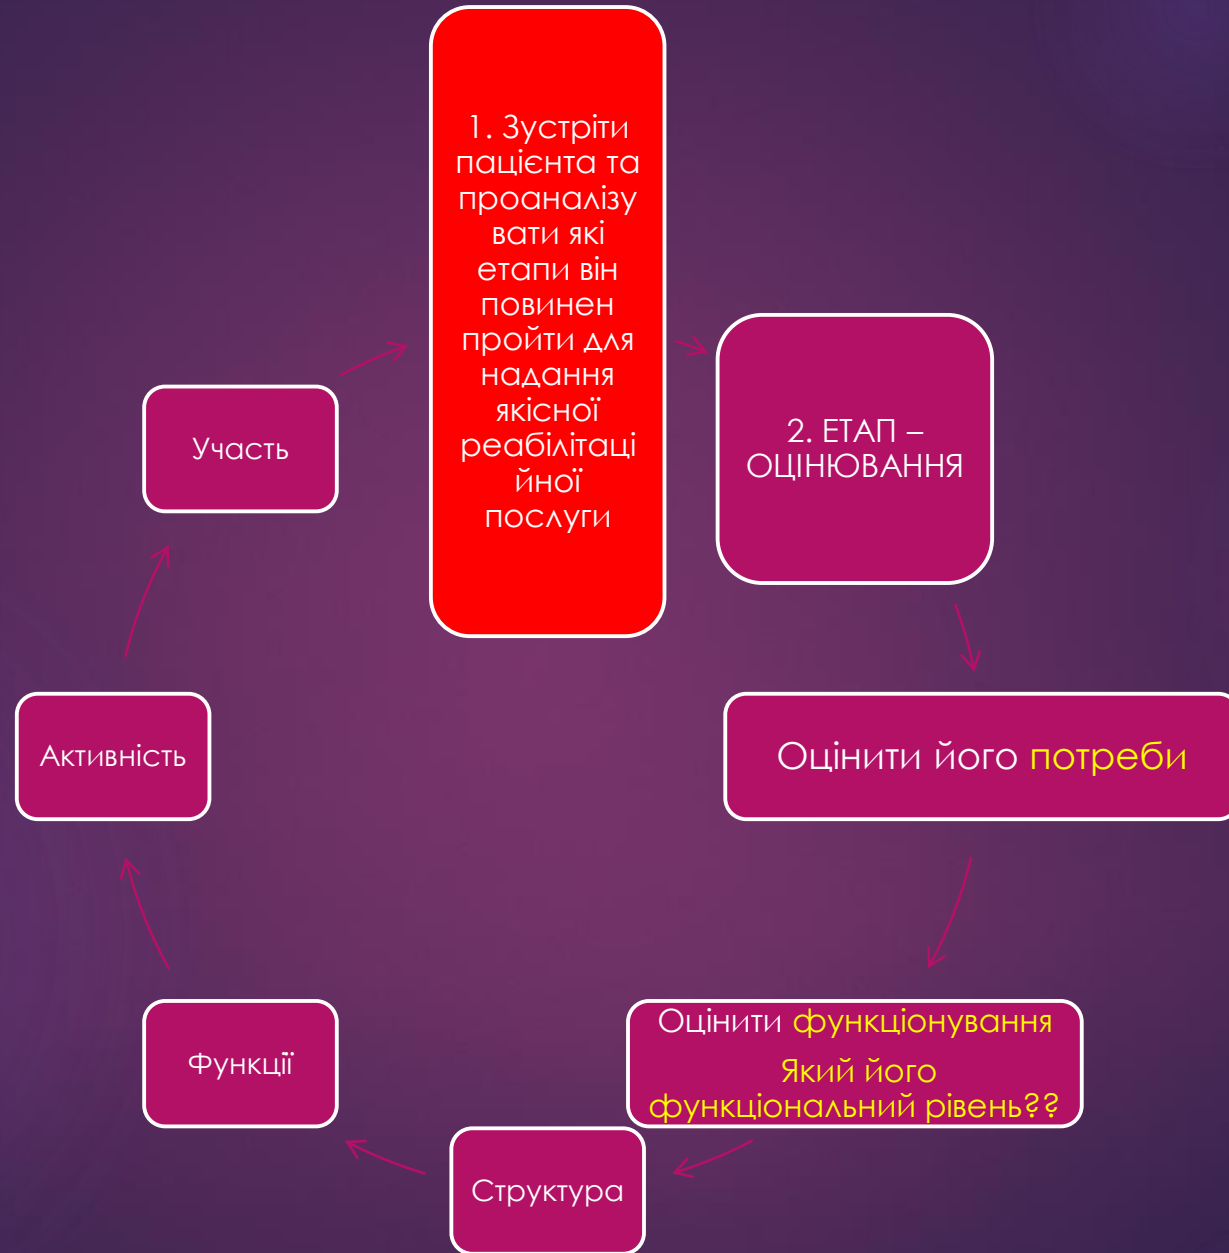 1. Зустріти
пацієнта та
проаналізу
вати які
етапи він
повинен
пройти для
надання
якісної
реабілітаці
йної
послуги
2. ЕТАП –
ОЦІНЮВАННЯ
Оцінити його потреби
Оцінити функціонування
Який його
функціональний рівень??
Структура
Функції
Активність
Участь